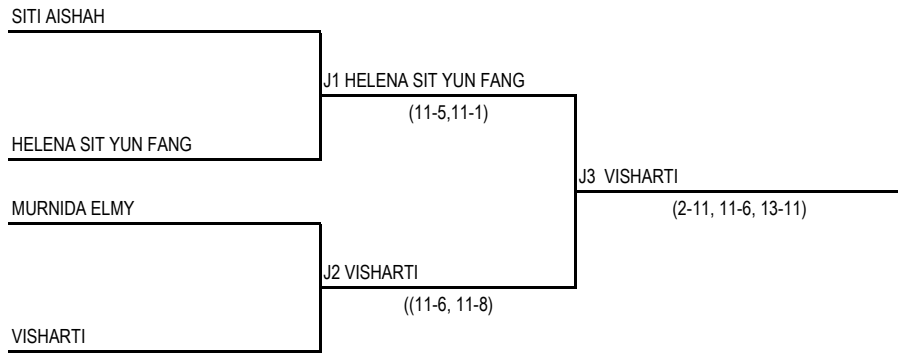 SITI AISHAH
J1 HELENA SIT YUN FANG
(11-5,11-1)
HELENA SIT YUN FANG
J3 VISHARTI
(2-11, 11-6, 13-11)
MURNIDA ELMY
J2 VISHARTI
((11-6, 11-8)
VISHARTI